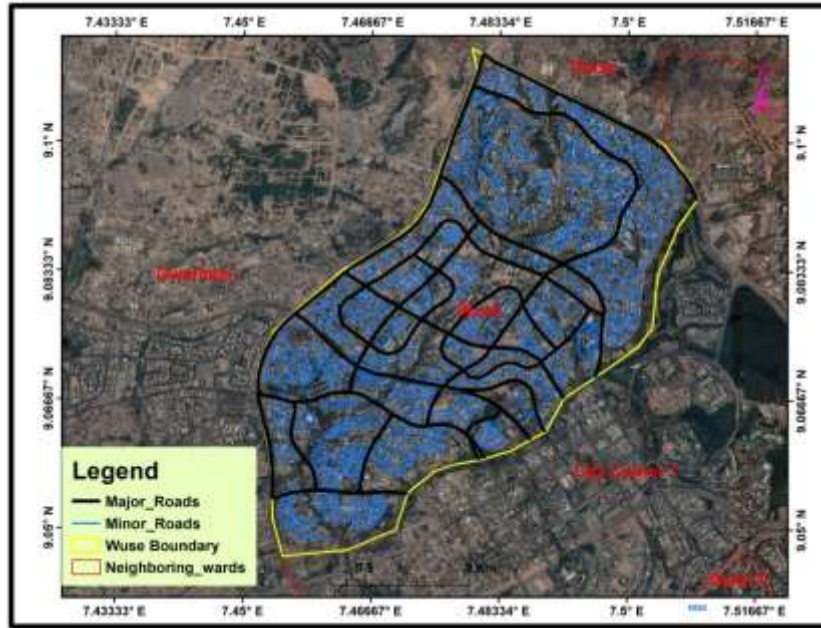 7.43333° E 7.45° E 7.46667° E 7.48334° E 7.5° E 7.51667° E
9.1° N 9.1° N
9.08333° N 9.08333° N
Wuse
9.06667° N 9.06667° N
Legend
Major_Roads
Minor_Roads
Wuse Boundary
Neighboring_wards
9.05° N 9.05° N
7.43333° E 7.45° E 7.46667° E 7.48334° E 7.5° E 7.51667° E